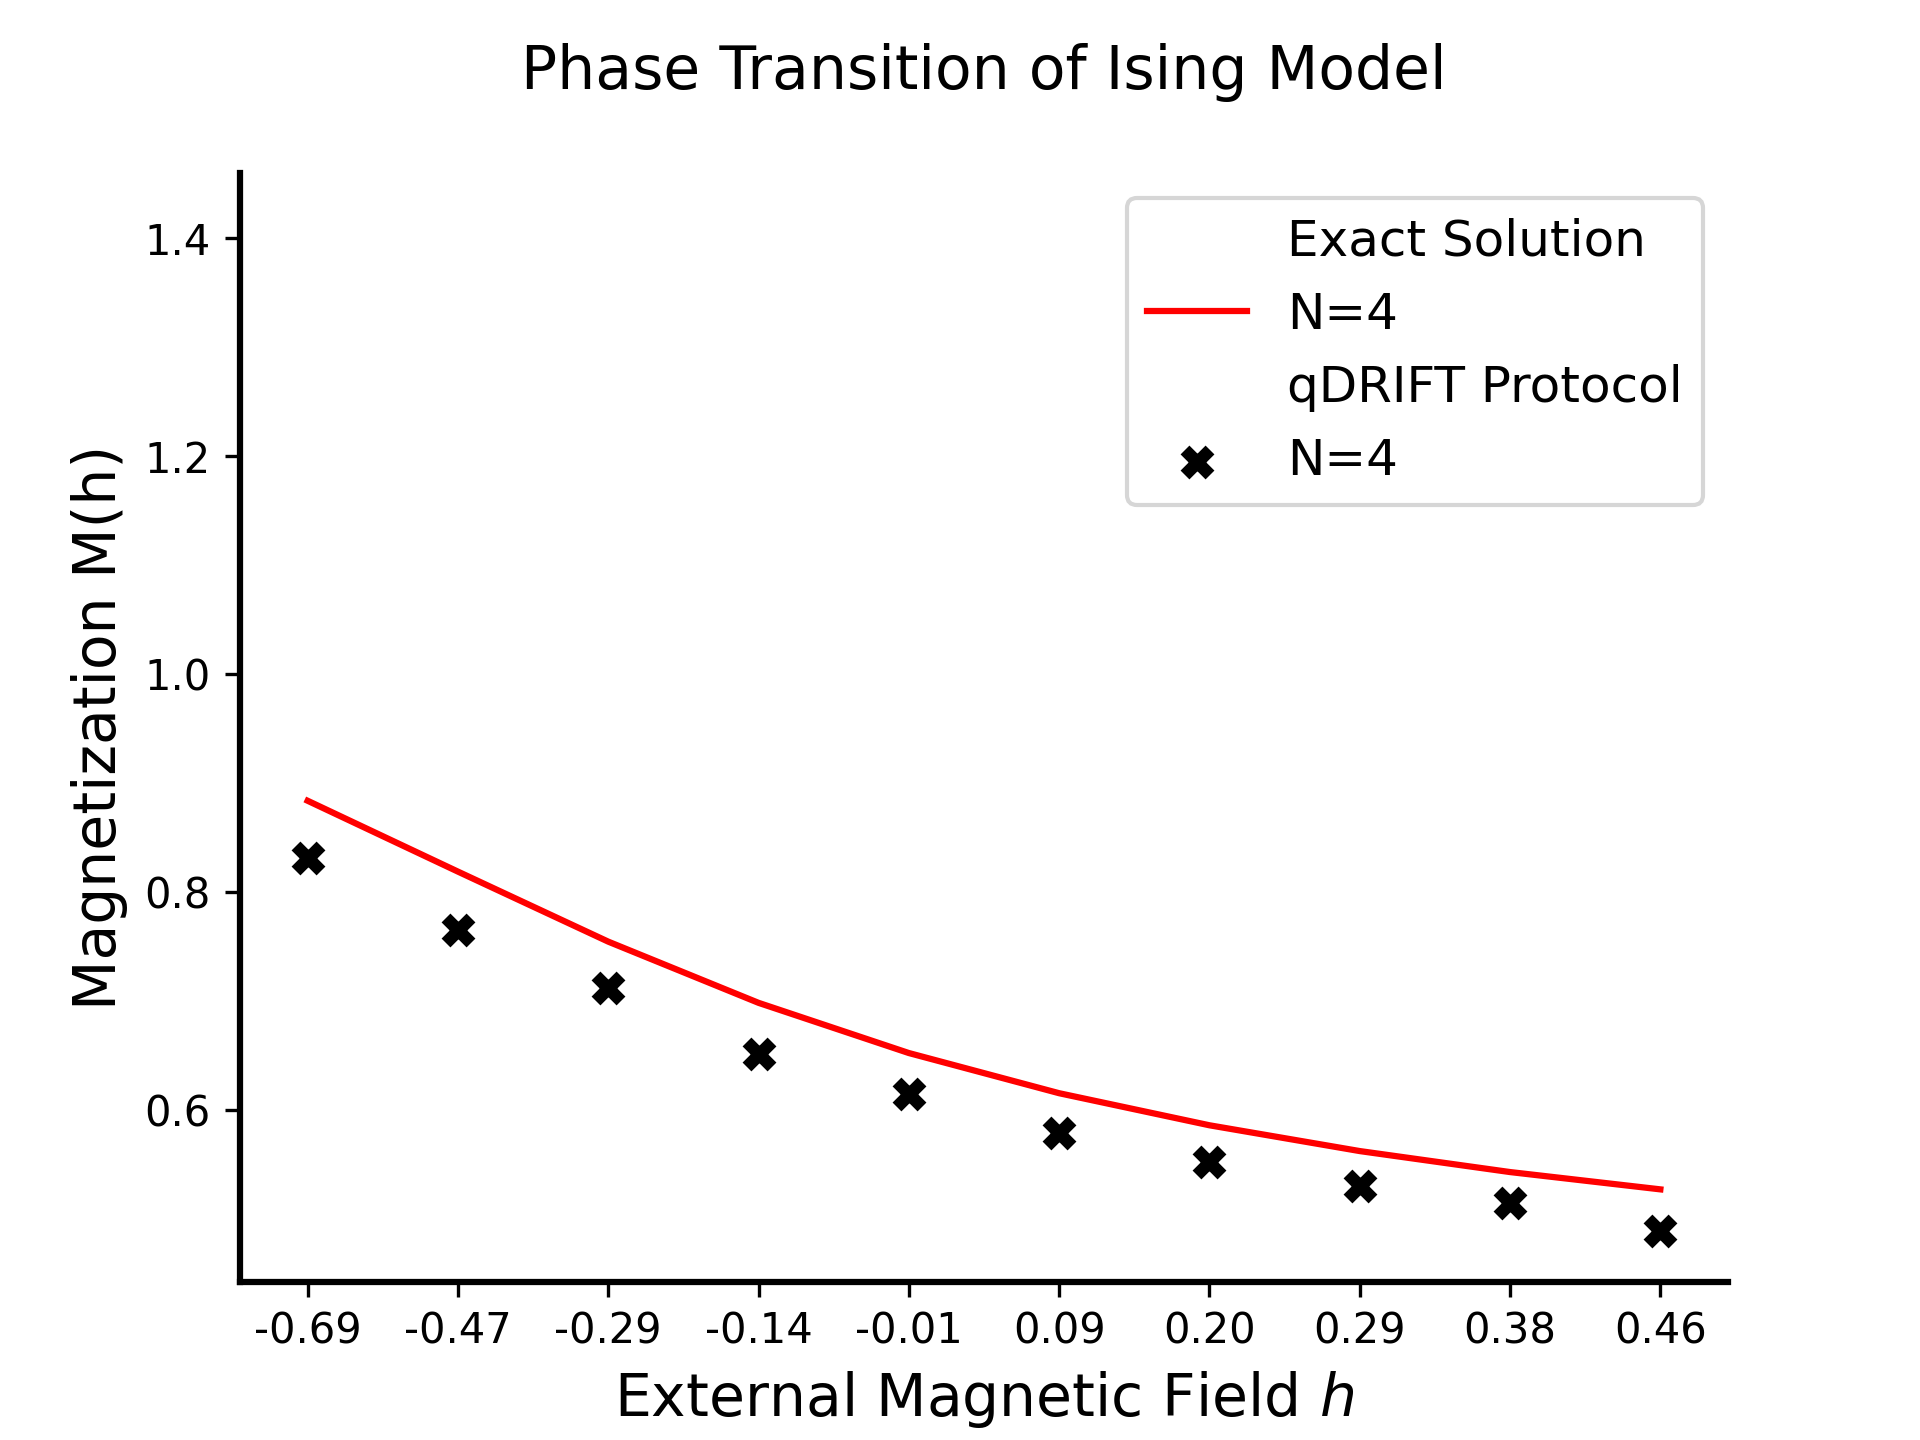 Phase Transition of Ising Model
Exact Solution
N=4
qDRIFT Protocol
N=4
Magnetization M(h)
1.4
1.2
1.0
0.8
0.6
-0.69 -0.47 -0.29 -0.14 -0.01 0.09 0.20 0.29 0.38 0.46
External Magnetic Field h